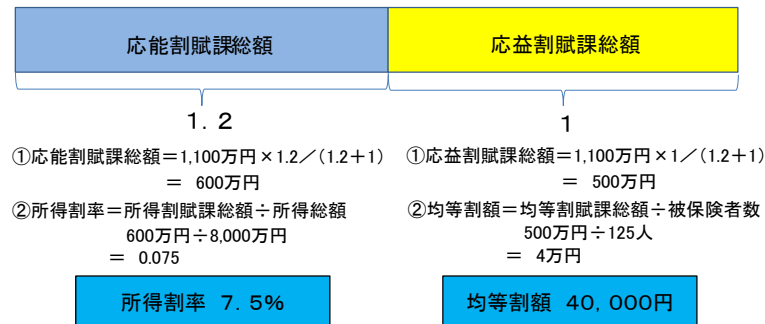 応能割賦課総額
応益割賦課総額
1.2
1
①応能割賦課総額=1,100万円×1.2/(1.2+1)
= 600万円
②所得割率=所得割賦課総額÷所得総額
600万円÷8,000万円
= 0.075
所得割率 7.5%
①応益割賦課総額=1,100万円×1/(1.2+1)
= 500万円
②均等割額=均等割賦課総額÷被保険者数
500万円÷125人
= 4万円
均等割額 40,000円